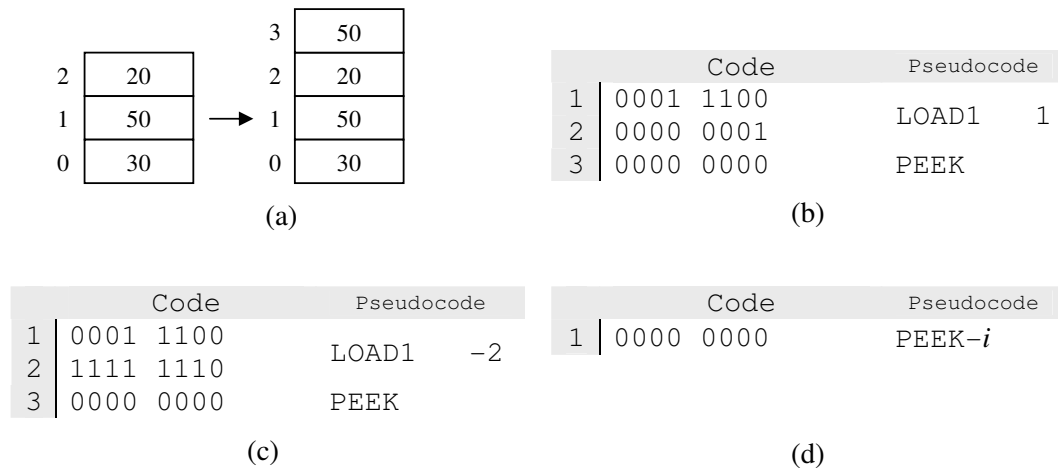 3 50
2 20 2 20
1 50 1 50
0 30 0 30
(a)
Code Pseudocode
1 0001 1100
LOAD1 1
2 0000 0001
3 0000 0000 PEEK
(b)
Code Pseudocode
1 0001 1100
LOAD1 −2
2 1111 1110
3 0000 0000 PEEK
(c)
Code Pseudocode
1 0000 0000 PEEK−i
(d)